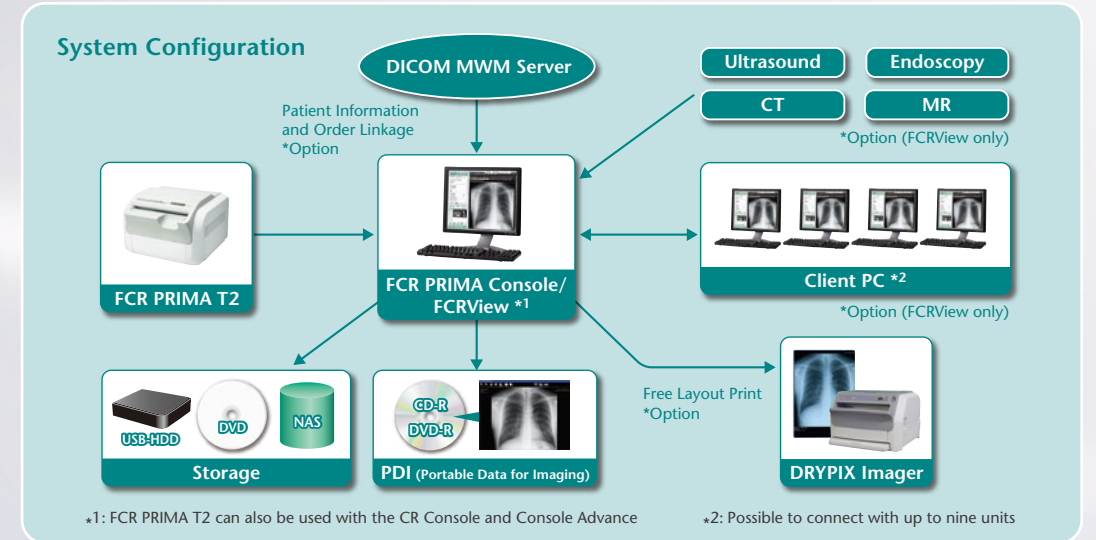 System Configuration
DICOM MWM Server
Ultrasound
Endoscopy
CT
MR
*Option (FCRView only)
Patient Information
and Order Linkage
*Option
FCR PRIMA T2
FCR PRIMA Console/
FCRView *1
Client PC *2
*Option (FCRView only)
USB-HDD
DVD
NAS
Storage
CD-R
DVD-R
PDI (Portable Data for Imaging)
Free Layout Print
*Option
DRYPIX Imager
*1: FCR PRIMA T2 can also be used with the CR Console and Console Advance
*2: Possible to connect with up to nine units